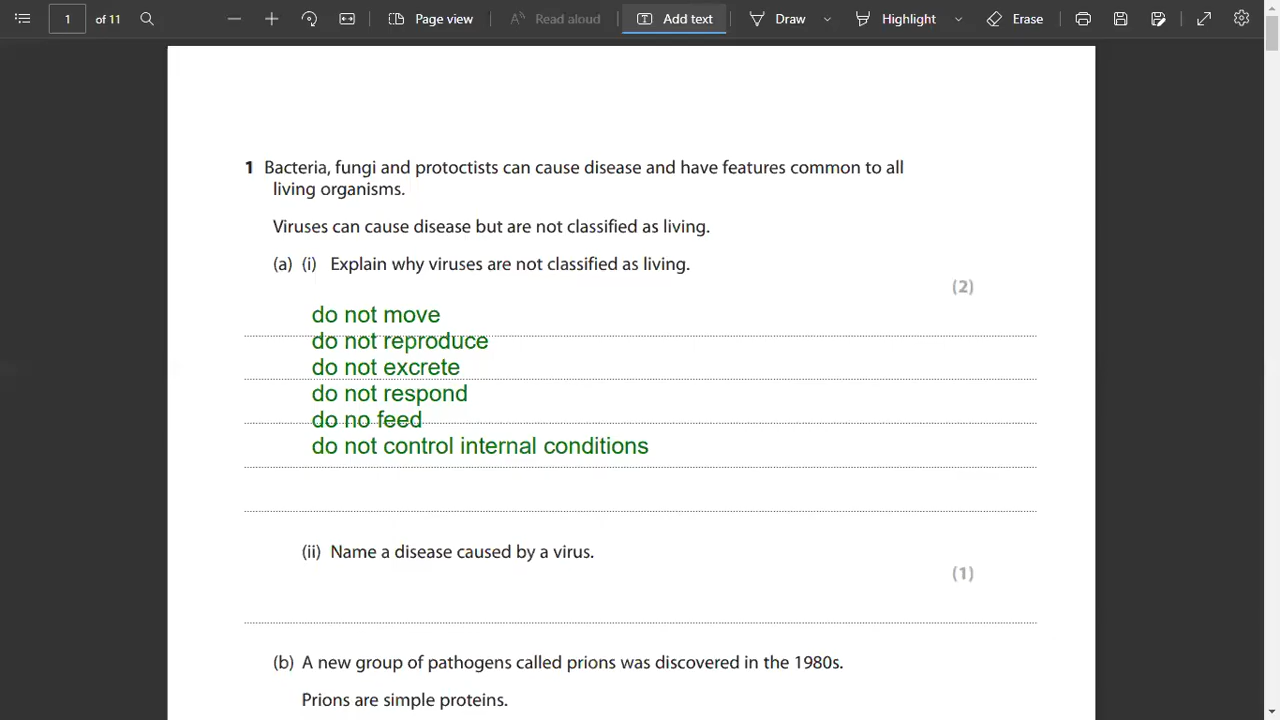 1 of 11 Page view Read aloud Add text Draw Highlight Erase
1 Bacteria, fungi and protoctists can cause disease and have features common to all
living organisms.
Viruses can cause disease but are not classified as living.
(a) (i) Explain why viruses are not classified as living.
(2)
do not move
do not reproduce
do not excrete
do not respond
do no feed
do not control internal conditions
(ii) Name a disease caused by a virus.
(1)
(b) A new group of pathogens called prions was discovered in the 1980s.
Prions are simple proteins.